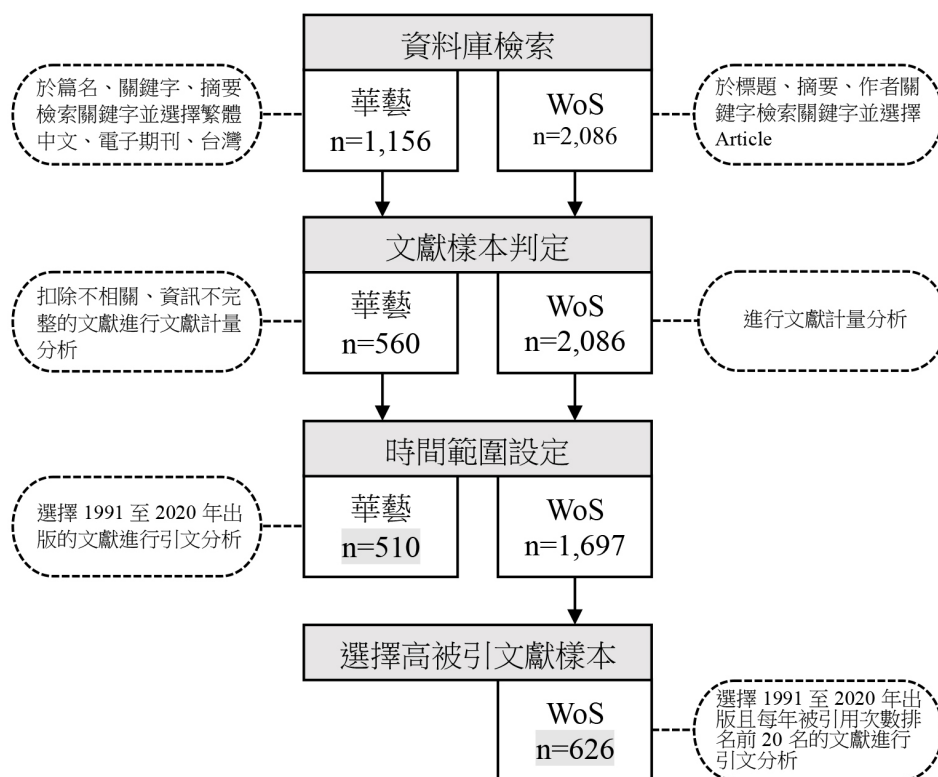 資料庫檢索
於篇名、關鍵字、摘要
檢索關鍵字並選擇繁體
中文、電子期刊、台灣
華藝
n=1,156
WoS
n=2,086
於標題、摘要、作者關
鍵字檢索關鍵字並選擇
Article
文獻樣本判定
扣除不相關、資訊不完
整的文獻進行文獻計量
分析
華藝
n=560
WoS
n=2,086
進行文獻計量分析
時間範圍設定
選擇 1991 至 2020 年出
版的文獻進行引文分析
華藝
n=510
WoS
n=1,697
選擇高被引文獻樣本
WoS
n=626
選擇 1991 至 2020 年出
版且每年被引用次數排
名前 20 名的文獻進行
引文分析